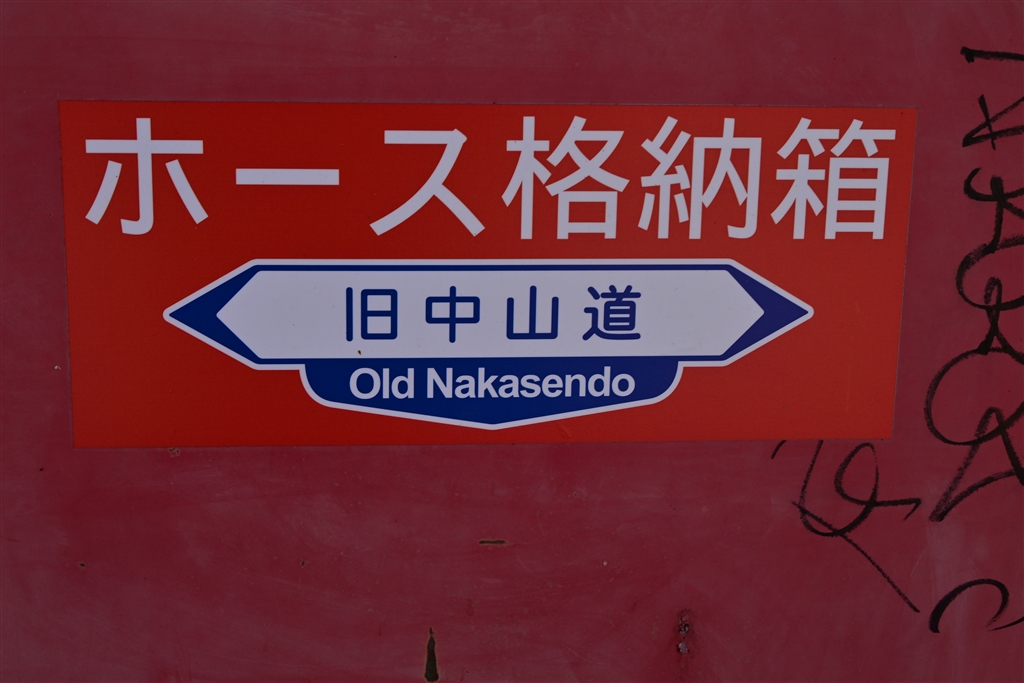 ホース格納箱
旧中山道
Old Nakasendo